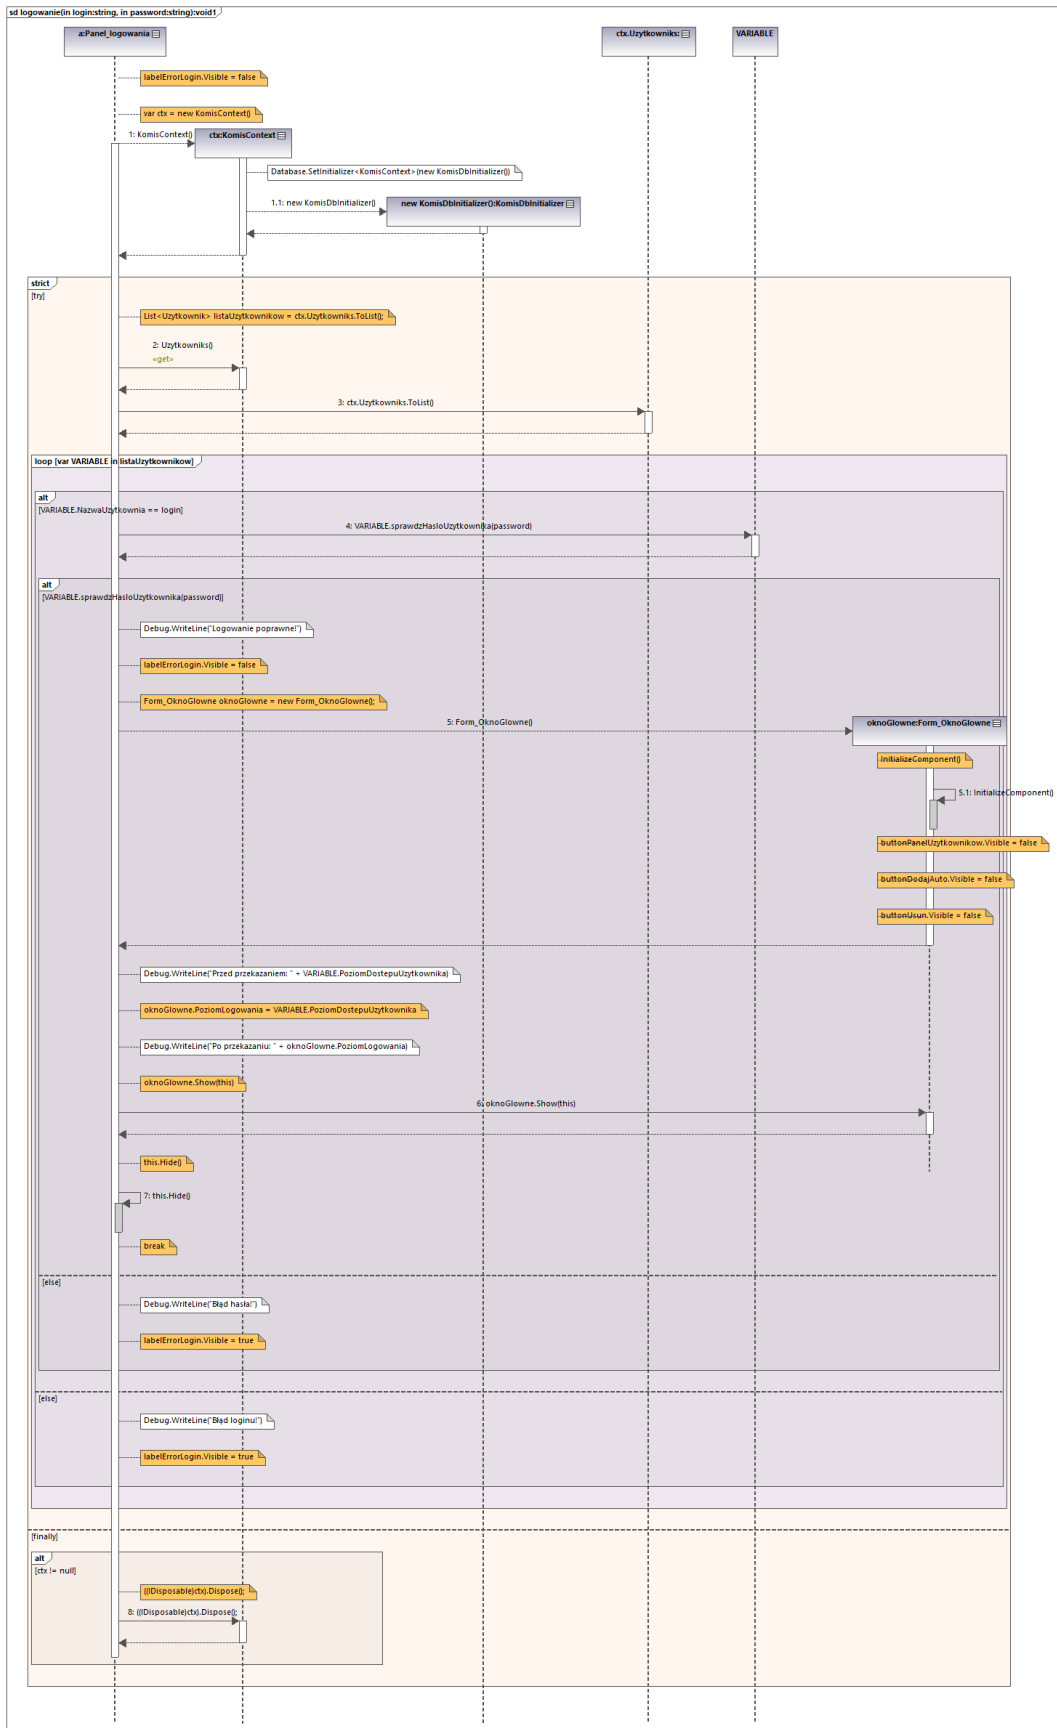 sd logowanie(in login:string, in password:string):void1
a:Panel_logowania
ctx.Uzytkowniks:
VARIABLE
labelErrorLogin.Visible = false
var ctx = new KomisContext()
1: KomisContext()
ctx:KomisContext
Database.SetInitializer<KomisContext>(new KomisDbInitializer())
1.1: new KomisDbInitializer()
new KomisDbInitializer():KomisDbInitializer
strict
[try]
List<Uzytkownik> listaUzytkownikow = ctx.Uzytkowniks.ToList();
2: Uzytkowniks()
«get»
3: ctx.Uzytkowniks.ToList()
loop [var VARIABLE in listaUzytkownikow]
alt
[VARIABLE.NazwaUzytkownia == login]
4: VARIABLE.sprawdzHasloUzytkownika(password)
alt
[VARIABLE.sprawdzHasloUzytkownika(password)]
Debug.WriteLine("Logowanie poprawne!")
labelErrorLogin.Visible = false
Form_OknoGlowne oknoGlowne = new Form_OknoGlowne();
5: Form_OknoGlowne()
oknoGlowne:Form_OknoGlowne
InitializeComponent()
5.1: InitializeComponent()
buttonPanelUzytkownikow.Visible = false
buttonDodajAuto.Visible = false
buttonUsun.Visible = false
Debug.WriteLine("Przed przekazaniem: " + VARIABLE.PoziomDostepuUzytkownika)
oknoGlowne.PoziomLogowania = VARIABLE.PoziomDostepuUzytkownika
Debug.WriteLine("Po przekazaniu: " + oknoGlowne.PoziomLogowania)
oknoGlowne.Show(this)
6: oknoGlowne.Show(this)
this.Hide()
7: this.Hide()
break
[else]
Debug.WriteLine("Błąd hasła!")
labelErrorLogin.Visible = true
[else]
Debug.WriteLine("Błąd loginu!")
labelErrorLogin.Visible = true
[finally]
alt
[ctx != null]
((IDisposable)ctx).Dispose();
8: ((IDisposable)ctx).Dispose();